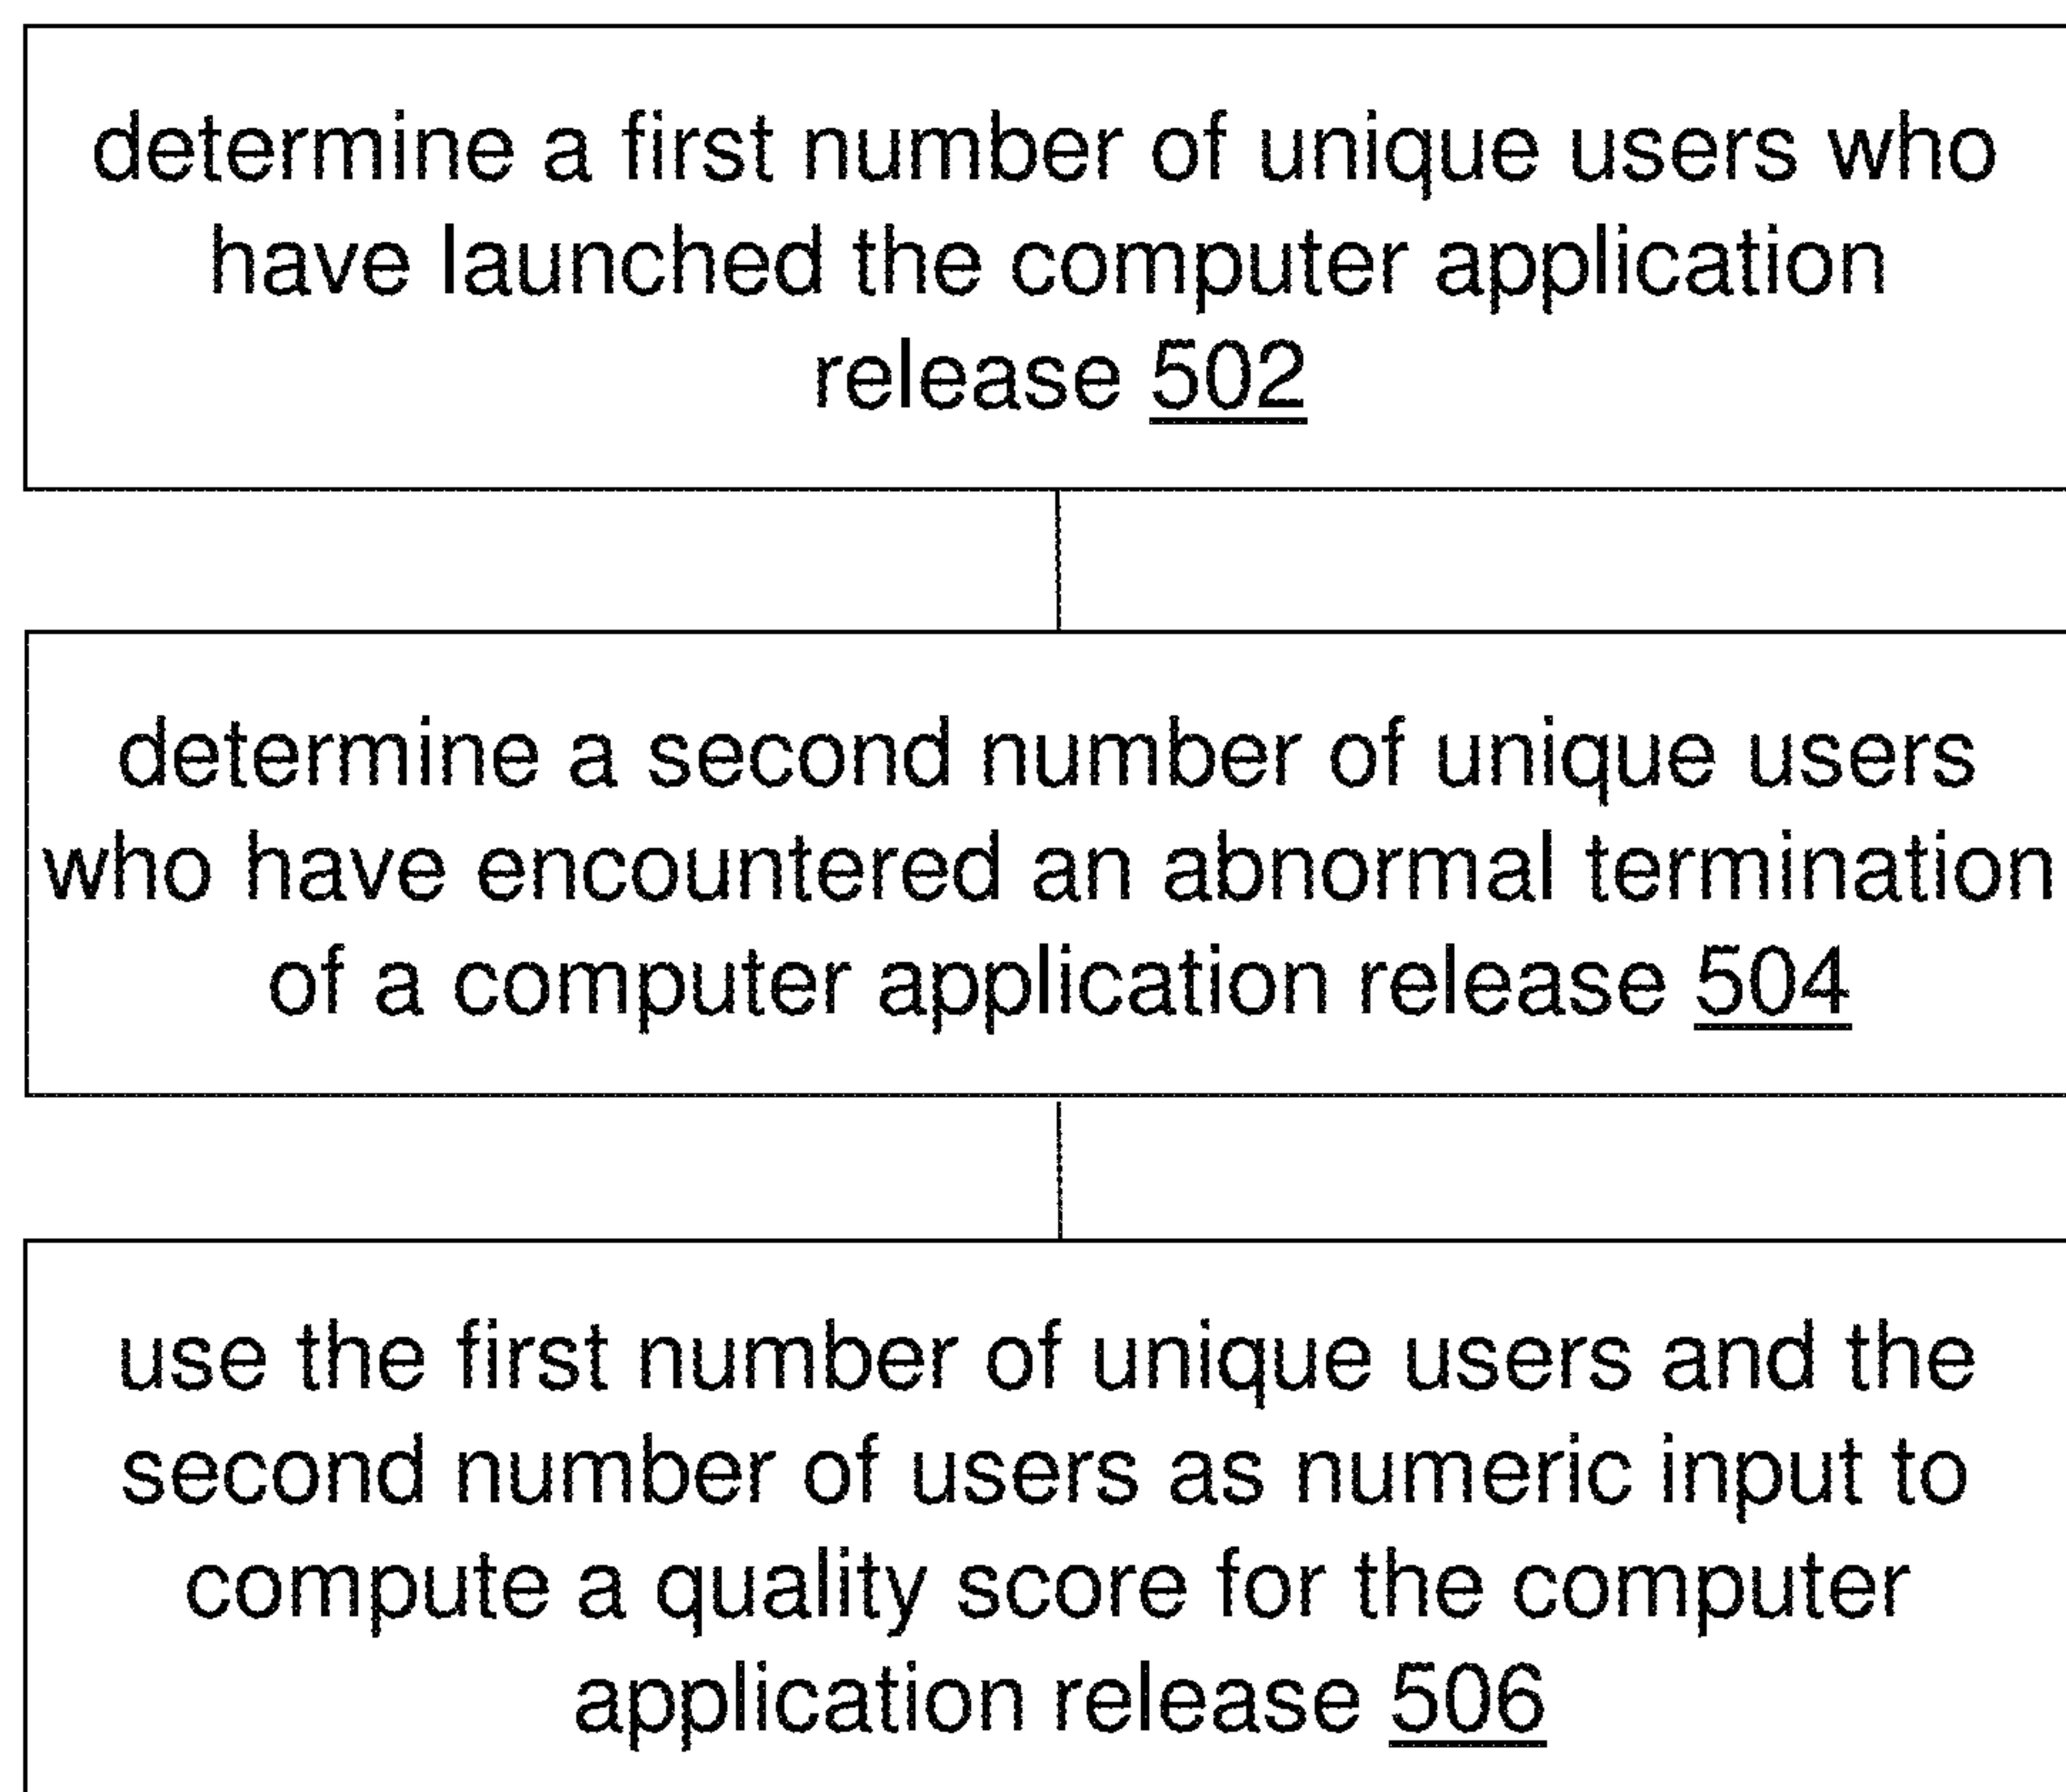 determine a first number of unique users who
have launched the computer application
release 502
determine a second number of unique users
who have encountered an abnormal termination
of a computer application release 504
use the first number of unique users and the
second number of users as numeric input to
compute a quality score for the computer
application release 506